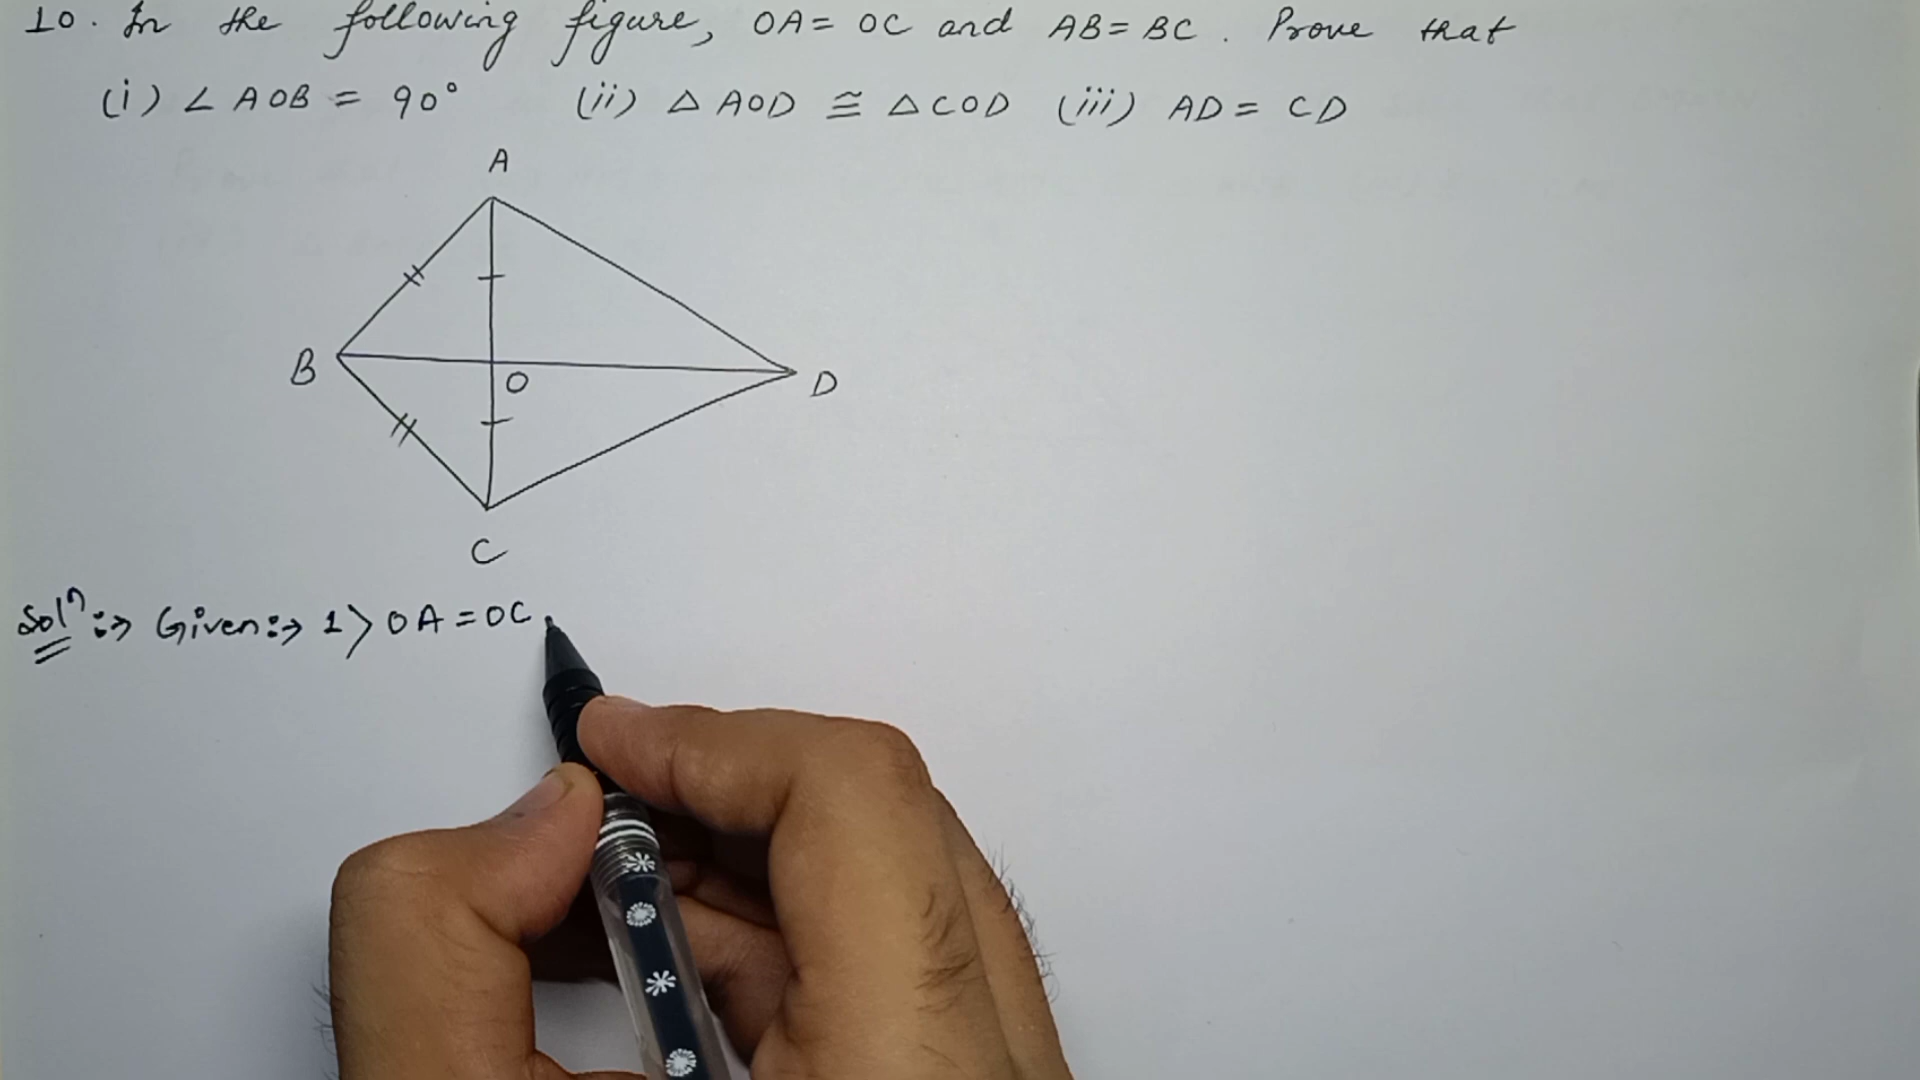 10. In the following figure, OA = OC and AB = BC. Prove that
(i) ∠AOB = 90° (ii) △AOD ≅ △COD (iii) AD = CD
A
B
O
D
C
Solⁿ :→ Given :→ 1> OA = OC,